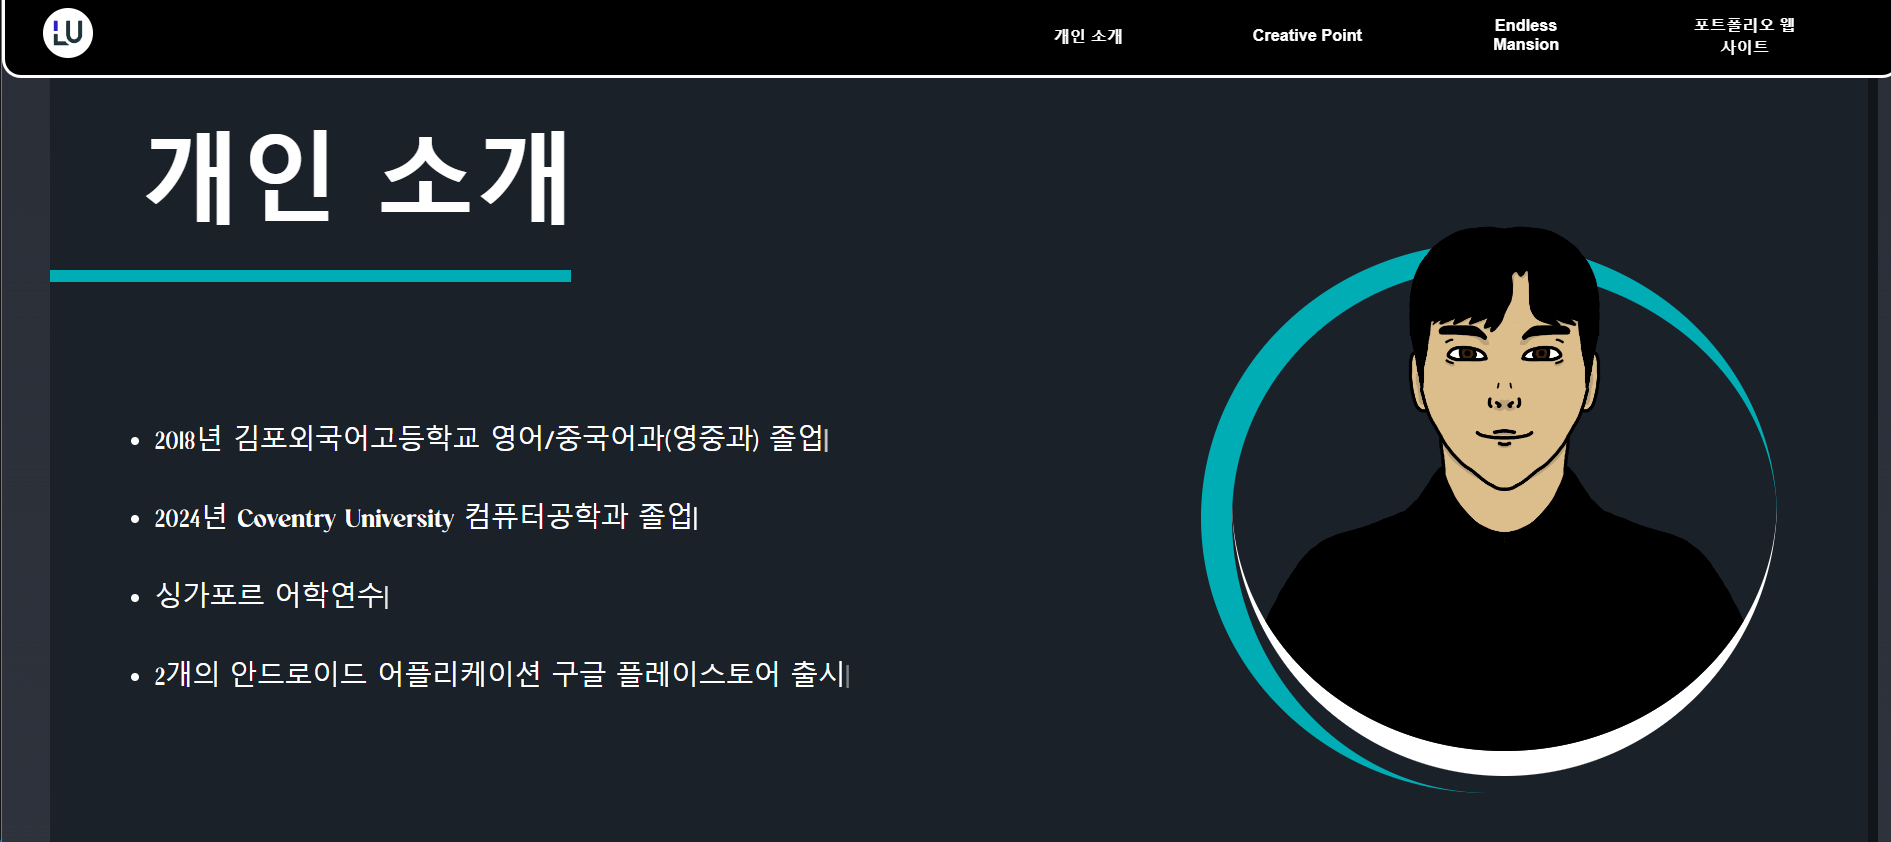 LU
개인 소개
Creative Point
Endless
Mansion
포트폴리오 웹
사이트
개인 소개
2018년 김포외국어고등학교 영어/중국어과(영중과) 졸업|
2024년 Coventry University 컴퓨터공학과 졸업|
싱가포르 어학연수|
2개의 안드로이드 어플리케이션 구글 플레이스토어 출시|